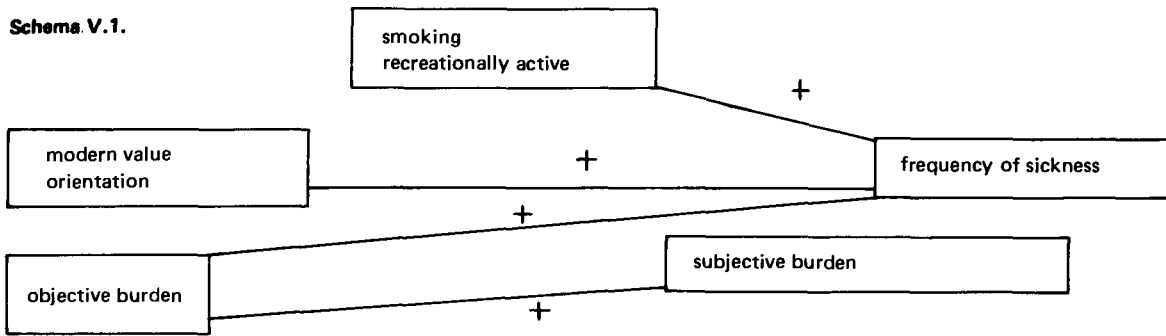 Schema V.1.
smoking
recreationally active
+
modern value
orientation
+
frequency of sickness
+
subjective burden
objective burden
+